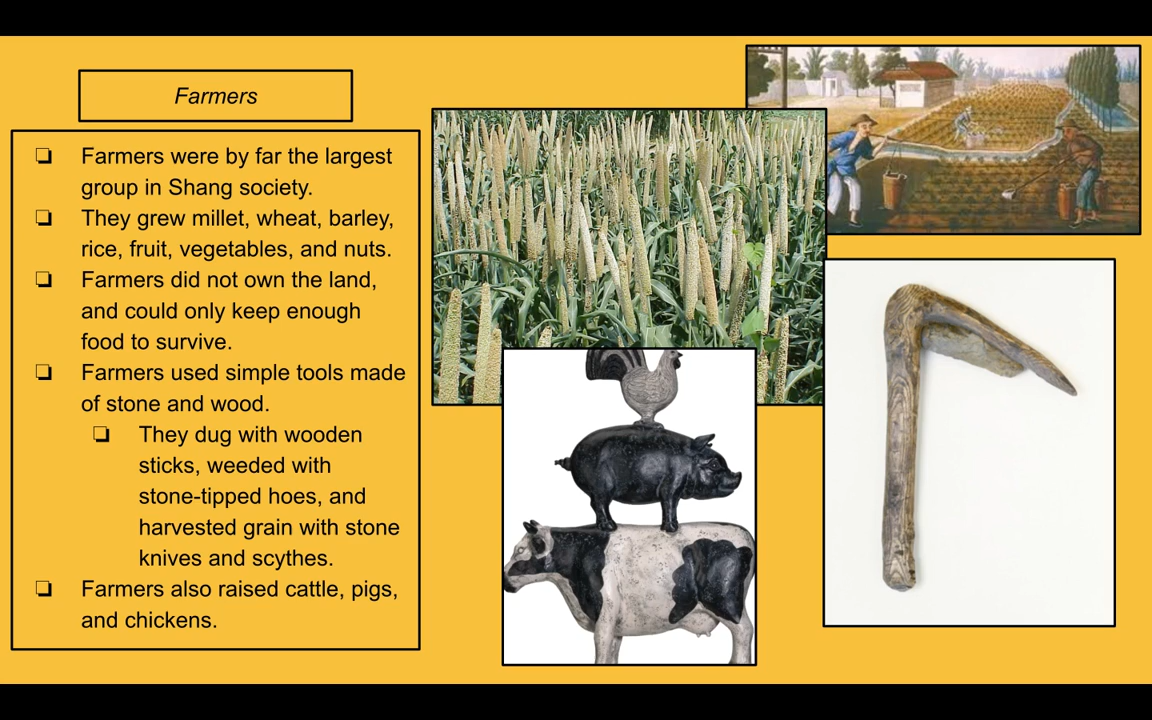 Farmers
❏ Farmers were by far the largest
group in Shang society.
❏ They grew millet, wheat, barley,
rice, fruit, vegetables, and nuts.
❏ Farmers did not own the land,
and could only keep enough
food to survive.
❏ Farmers used simple tools made
of stone and wood.
❏ They dug with wooden
sticks, weeded with
stone-tipped hoes, and
harvested grain with stone
knives and scythes.
❏ Farmers also raised cattle, pigs,
and chickens.